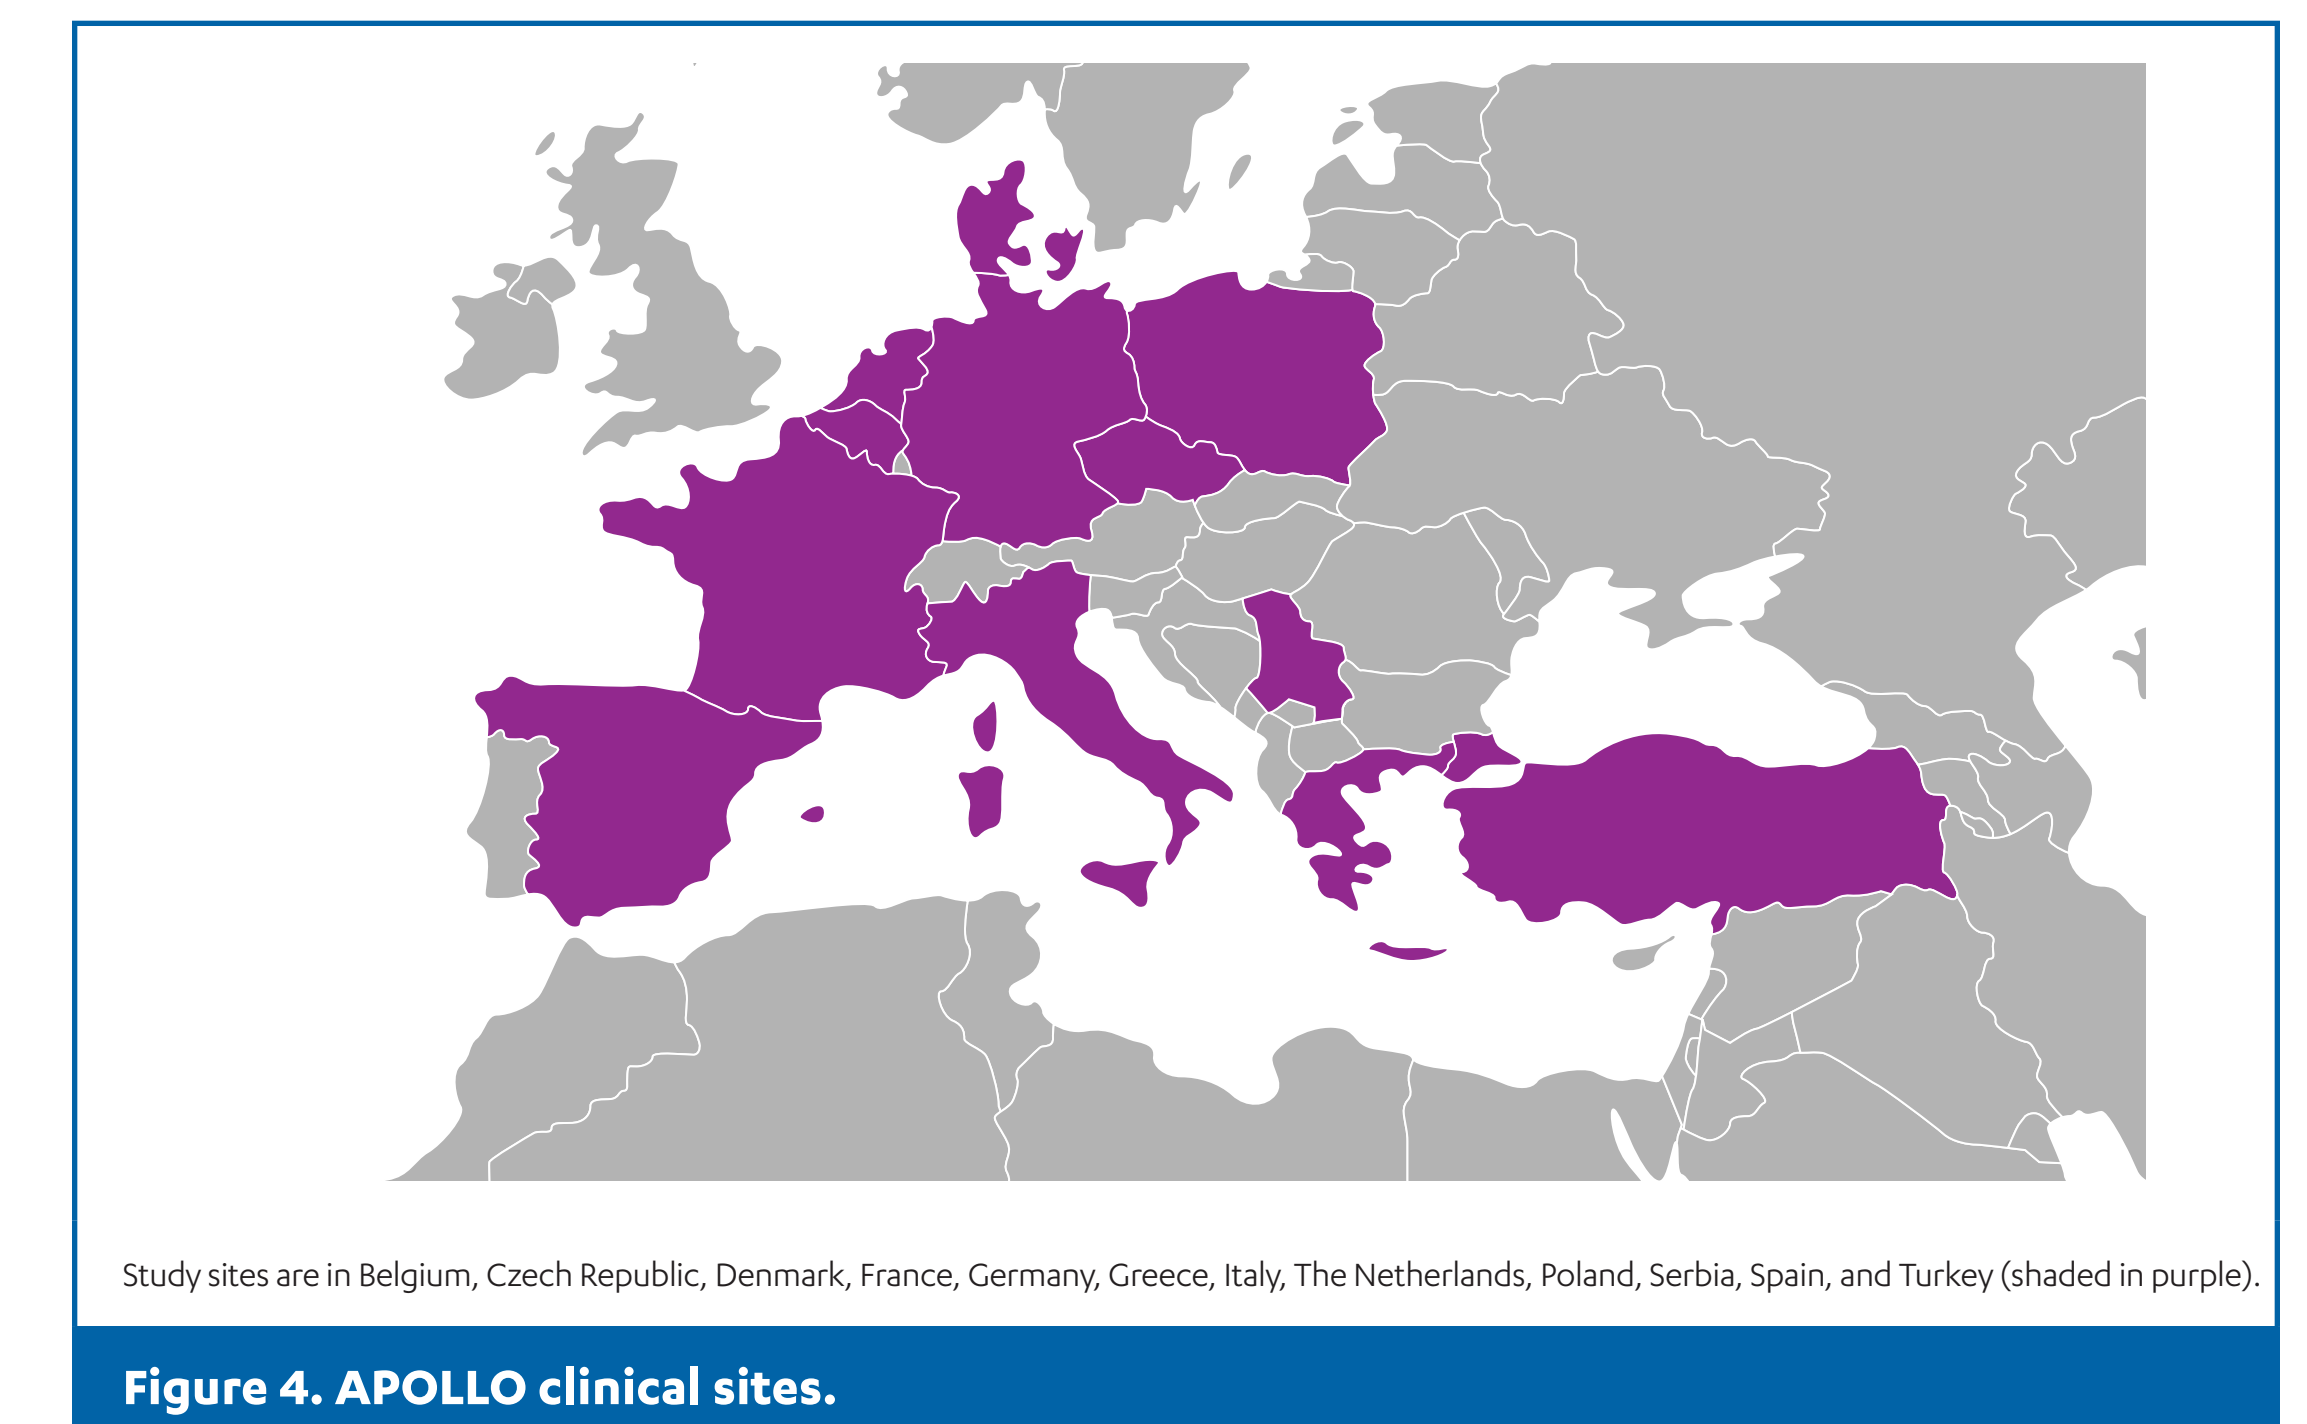 Study sites are in Belgium, Czech Republic, Denmark, France, Germany, Greece, Italy, The Netherlands, Poland, Serbia, Spain, and Turkey (shaded in purple).
Figure 4. APOLLO clinical sites.